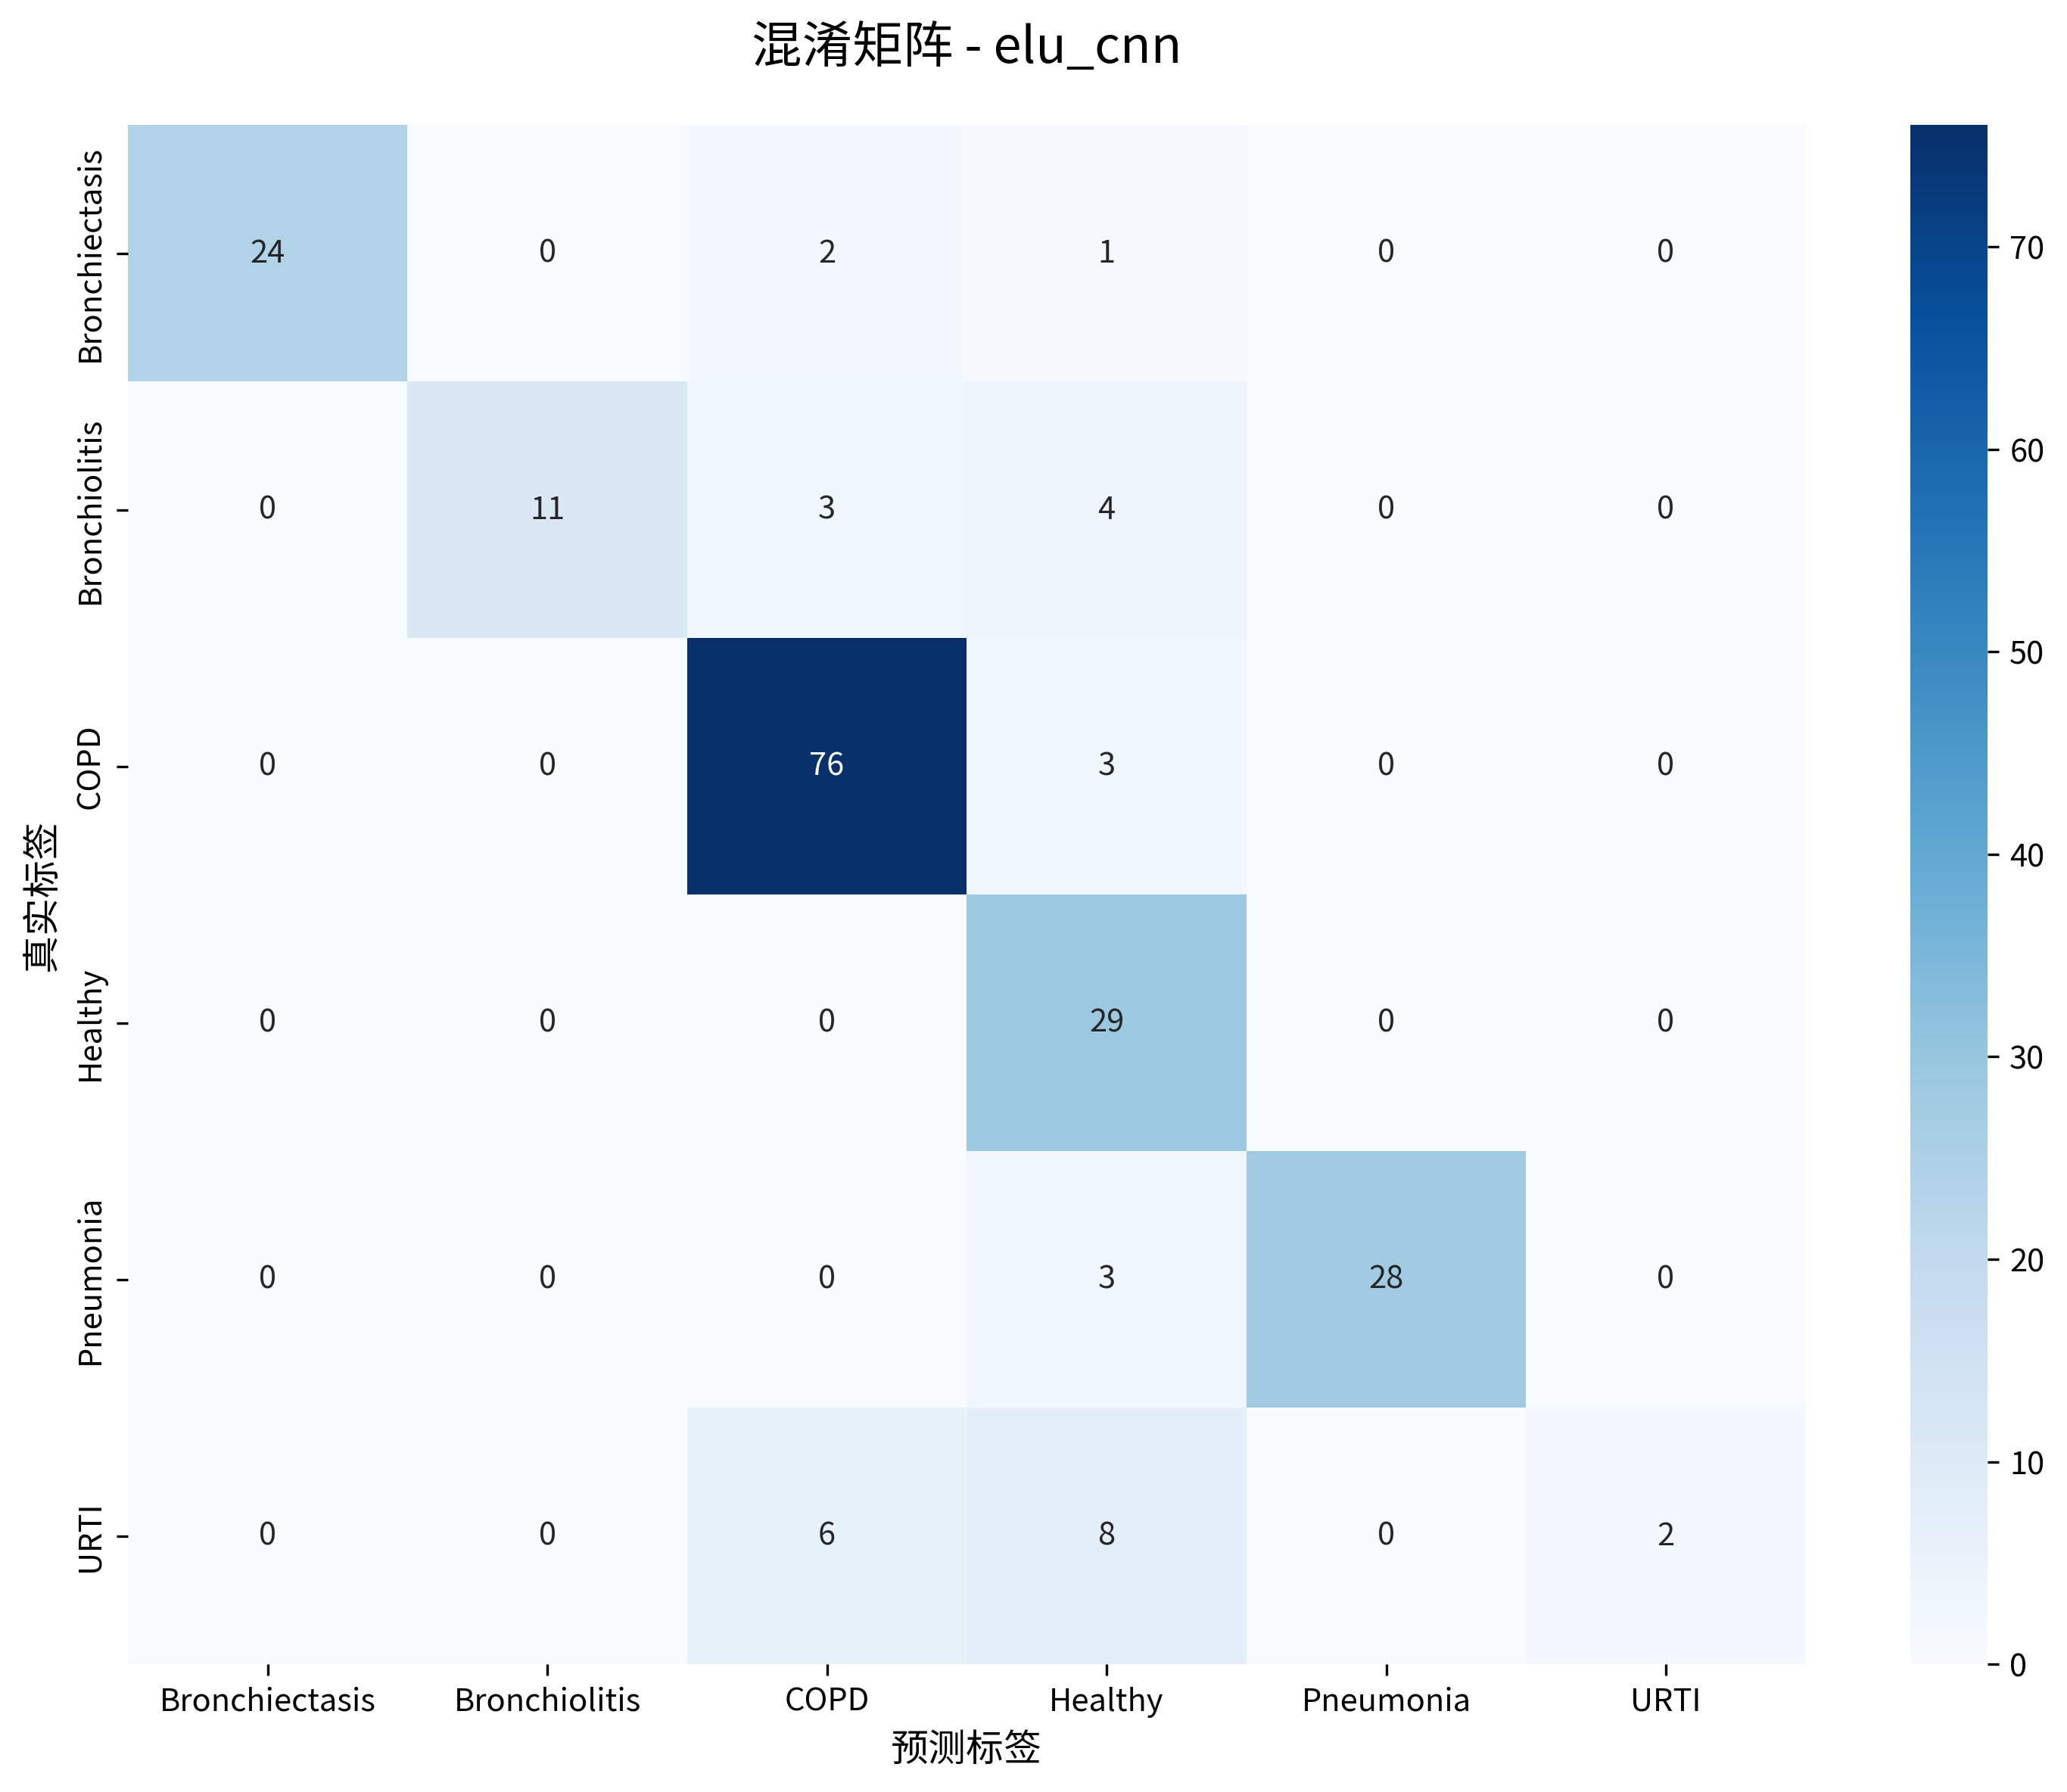 混淆矩阵 - elu_cnn
真实标签
Bronchiectasis 24 0 2 1 0 0
Bronchiolitis 0 11 3 4 0 0
COPD 0 0 76 3 0 0
Healthy 0 0 0 29 0 0
Pneumonia 0 0 0 3 28 0
URTI 0 0 6 8 0 2
Bronchiectasis Bronchiolitis COPD Healthy Pneumonia URTI
预测标签
70
60
50
40
30
20
10
0